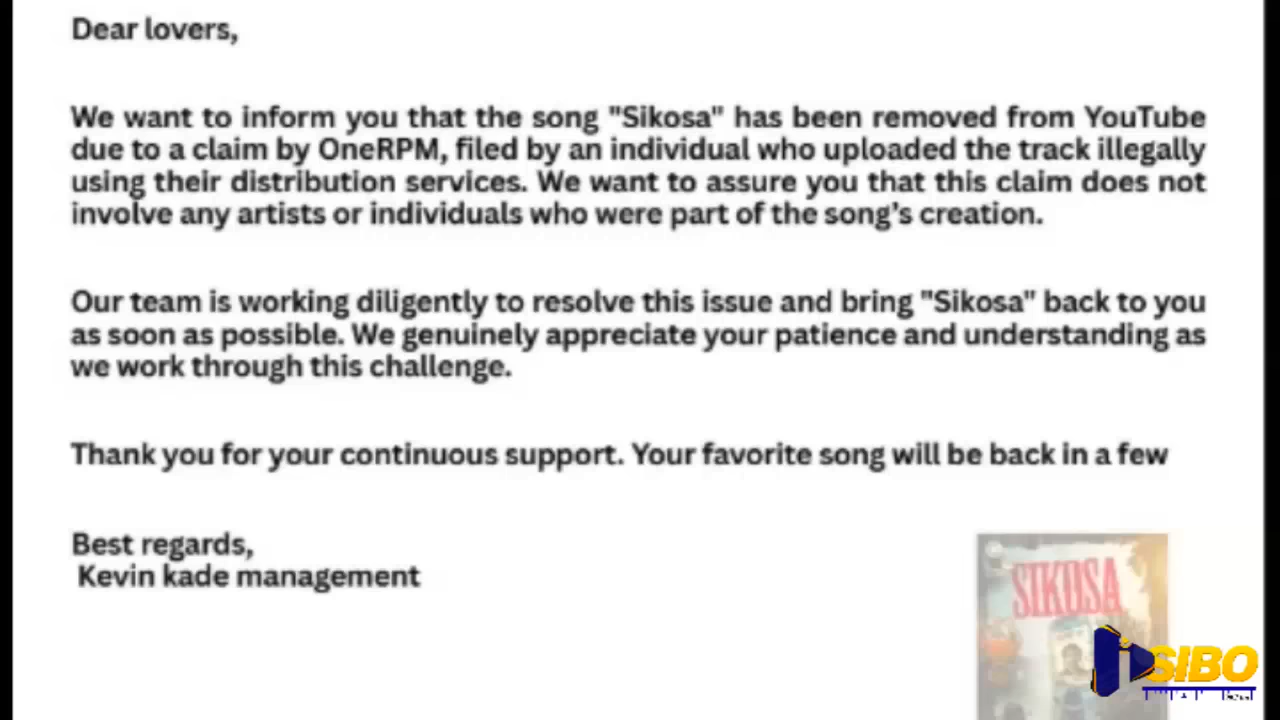 Dear lovers,
We want to inform you that the song "Sikosa" has been removed from YouTube
due to a claim by OneRPM, filed by an individual who uploaded the track illegally
using their distribution services. We want to assure you that this claim does not
involve any artists or individuals who were part of the song's creation.
Our team is working diligently to resolve this issue and bring "Sikosa" back to you
as soon as possible. We genuinely appreciate your patience and understanding as
we work through this challenge.
Thank you for your continuous support. Your favorite song will be back in a few
Best regards,
Kevin kade management
SIKOSA
iSIBO